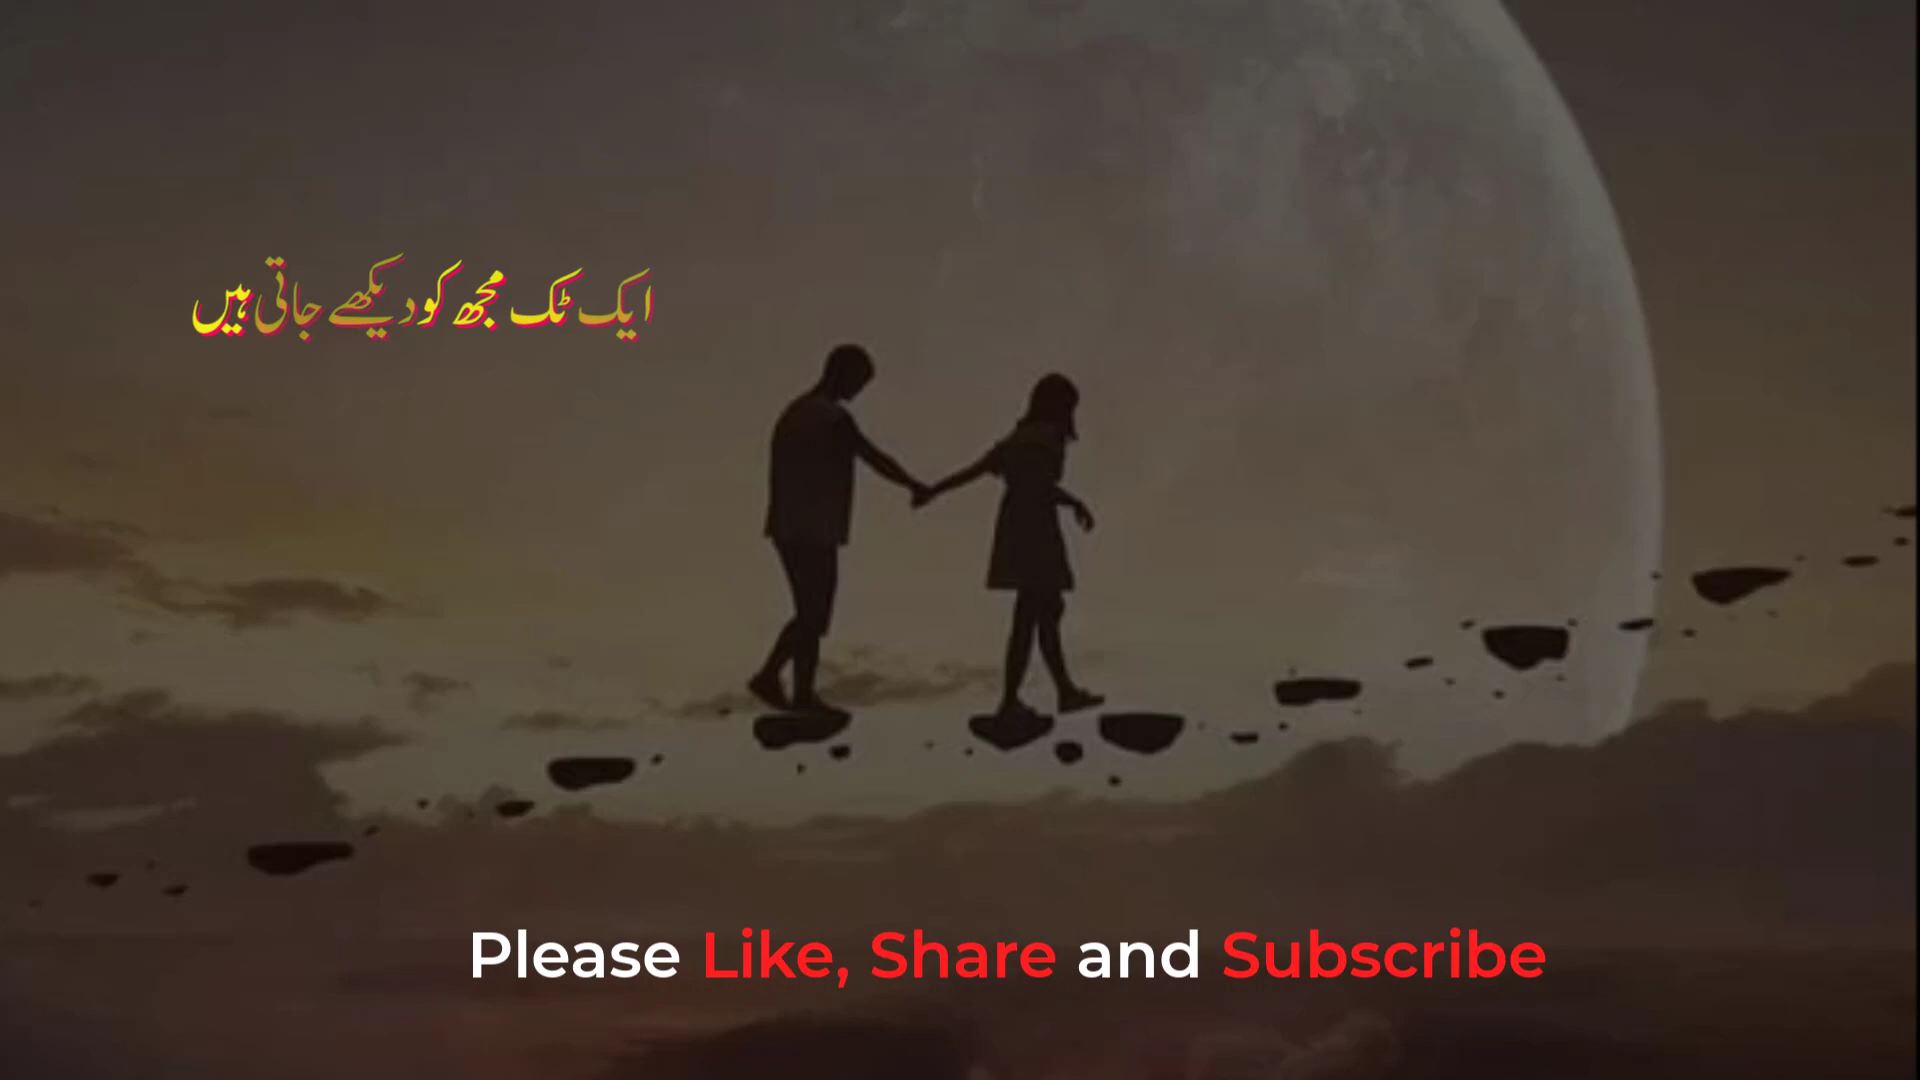 ایک ٹک مجھ کو دیکھے جاتی ہیں
Please Like, Share and Subscribe